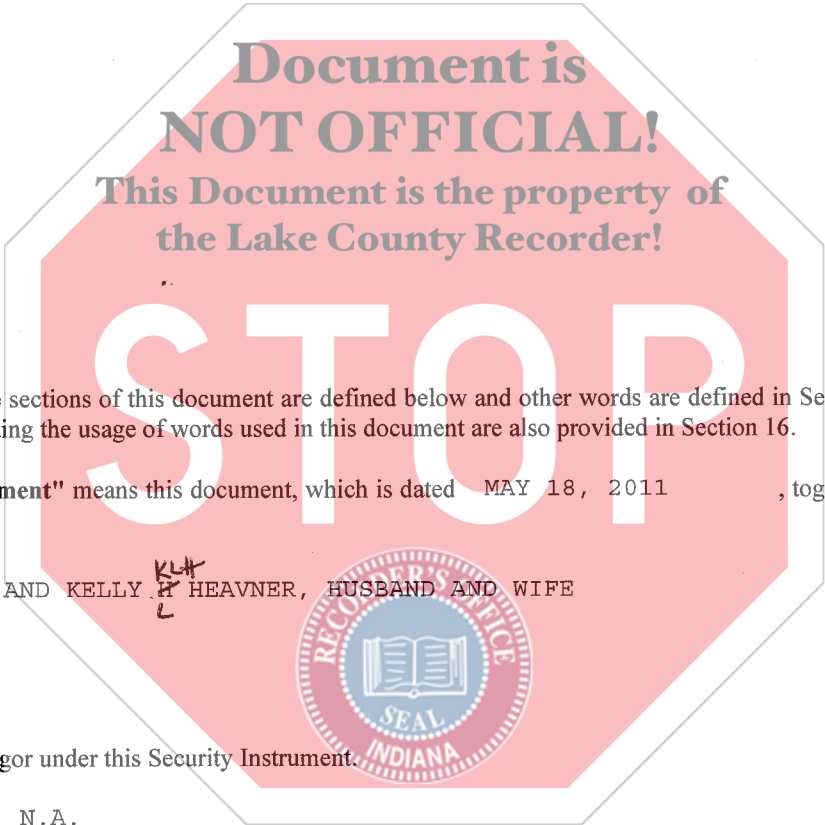 Document is
NOT OFFICIAL!
This Document is the property of
the Lake County Recorder!
STOP
sections of this document are defined below and other words are defined in Se
ing the usage of words used in this document are also provided in Section 16.
ment" means this document, which is dated MAY 18, 2011 , tog
KLH
AND KELLY H HEAVNER, HUSBAND AND WIFE
L
RECORDER'S OFFICE
SEAL
INDIANA
gor under this Security Instrument.
N.A.